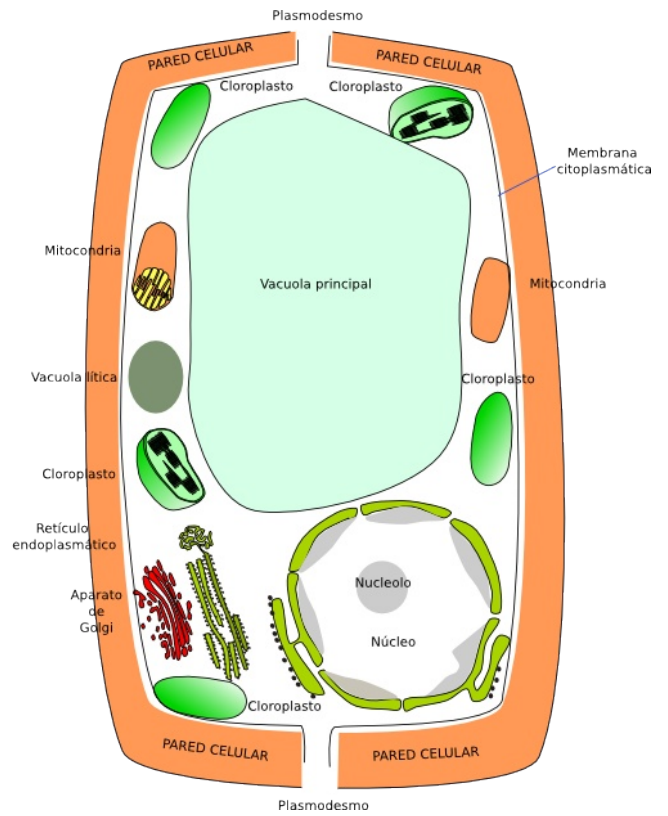 Plasmodesmo
PARED CELULAR
PARED CELULAR
Cloroplasto
Cloroplasto
Membrana
citoplasmática
Mitocondria
Vacuola principal
Mitocondria
Vacuola lítica
Cloroplasto
Cloroplasto
Retículo
endoplasmático
Nucleolo
Aparato
de
Golgi
Núcleo
Cloroplasto
PARED CELULAR
PARED CELULAR
Plasmodesmo